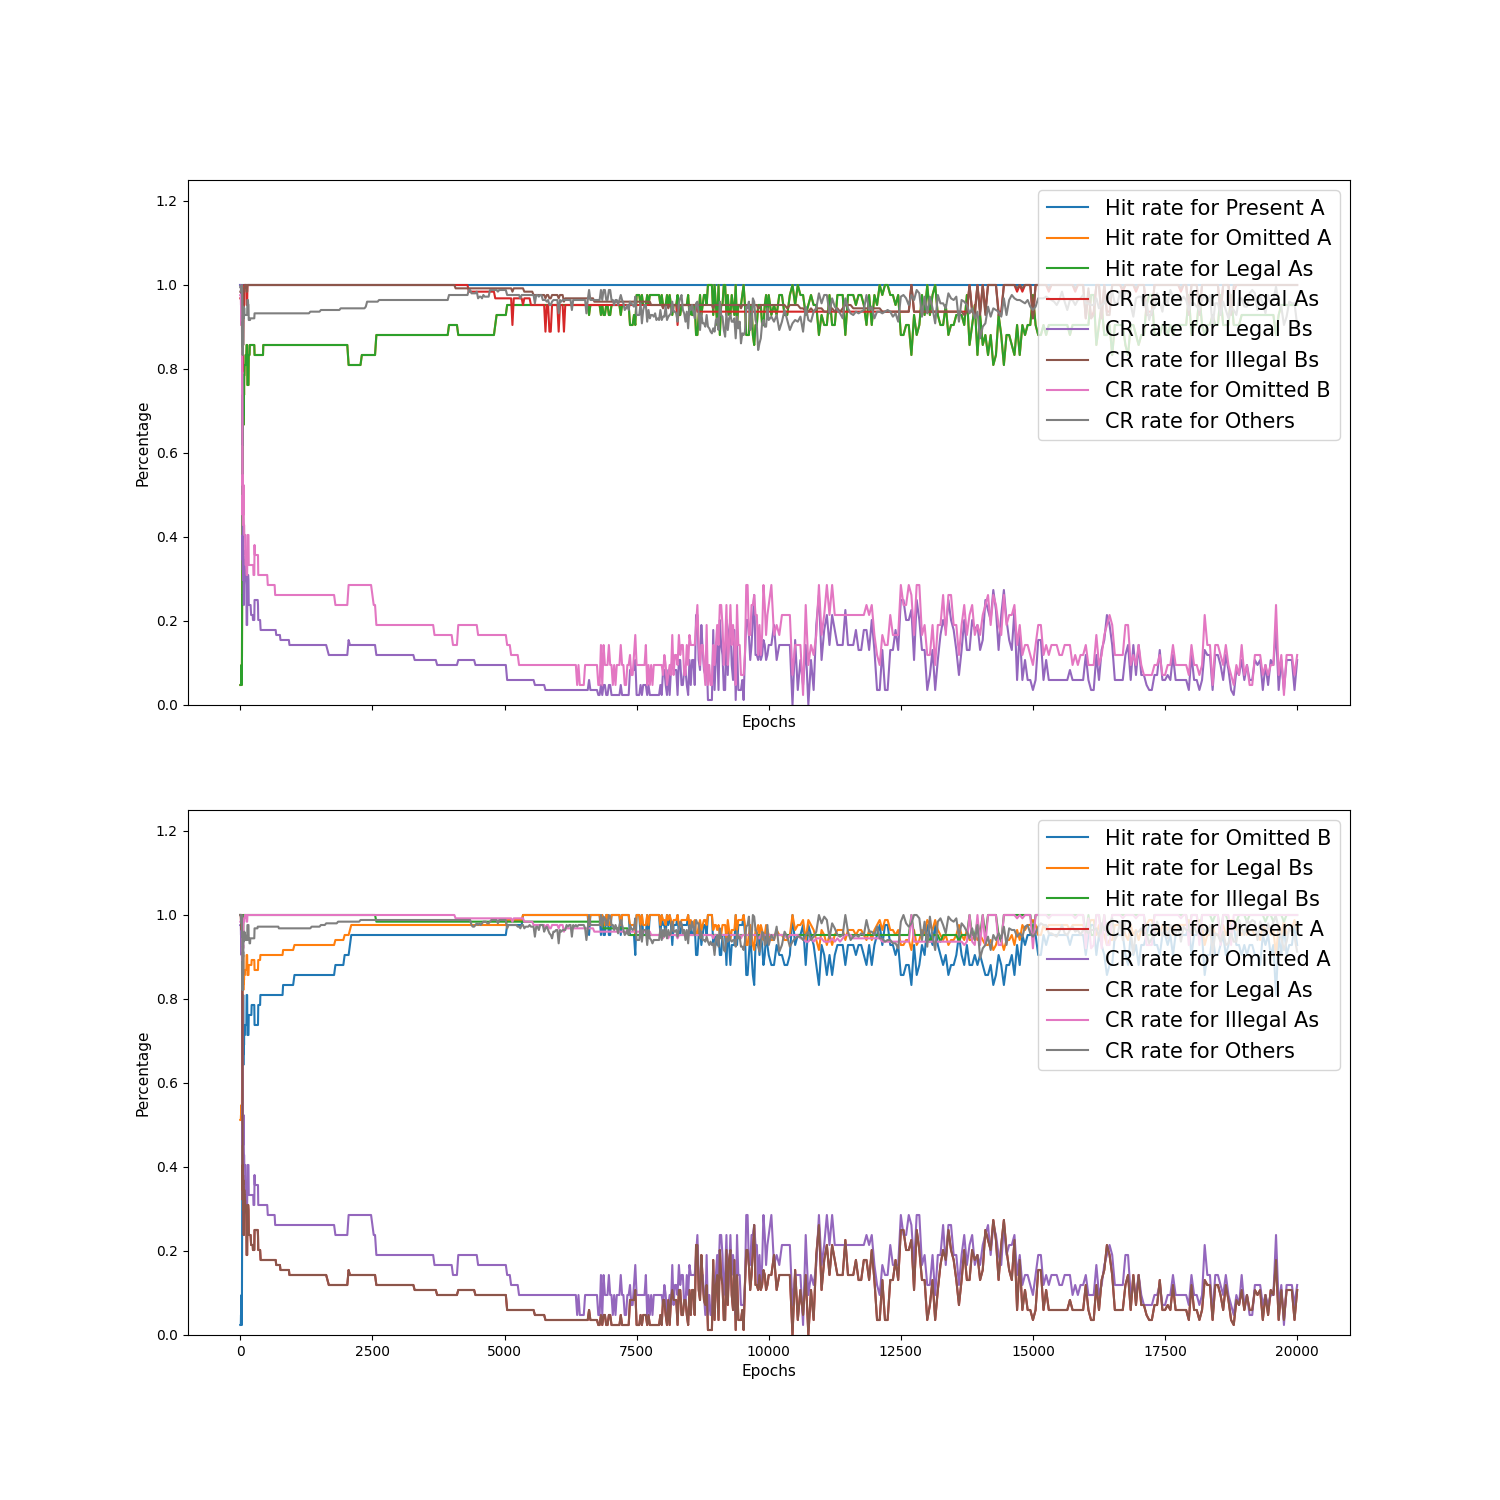 1.2
1.0
0.8
0.6
0.4
0.2
0.0
Percentage
Epochs
Hit rate for Present A
Hit rate for Omitted A
Hit rate for Legal As
CR rate for Illegal As
CR rate for Legal Bs
CR rate for Illegal Bs
CR rate for Omitted B
CR rate for Others
1.2
1.0
0.8
0.6
0.4
0.2
0.0
Percentage
0 2500 5000 7500 10000 12500 15000 17500 20000
Epochs
Hit rate for Omitted B
Hit rate for Legal Bs
Hit rate for Illegal Bs
CR rate for Present A
CR rate for Omitted A
CR rate for Legal As
CR rate for Illegal As
CR rate for Others